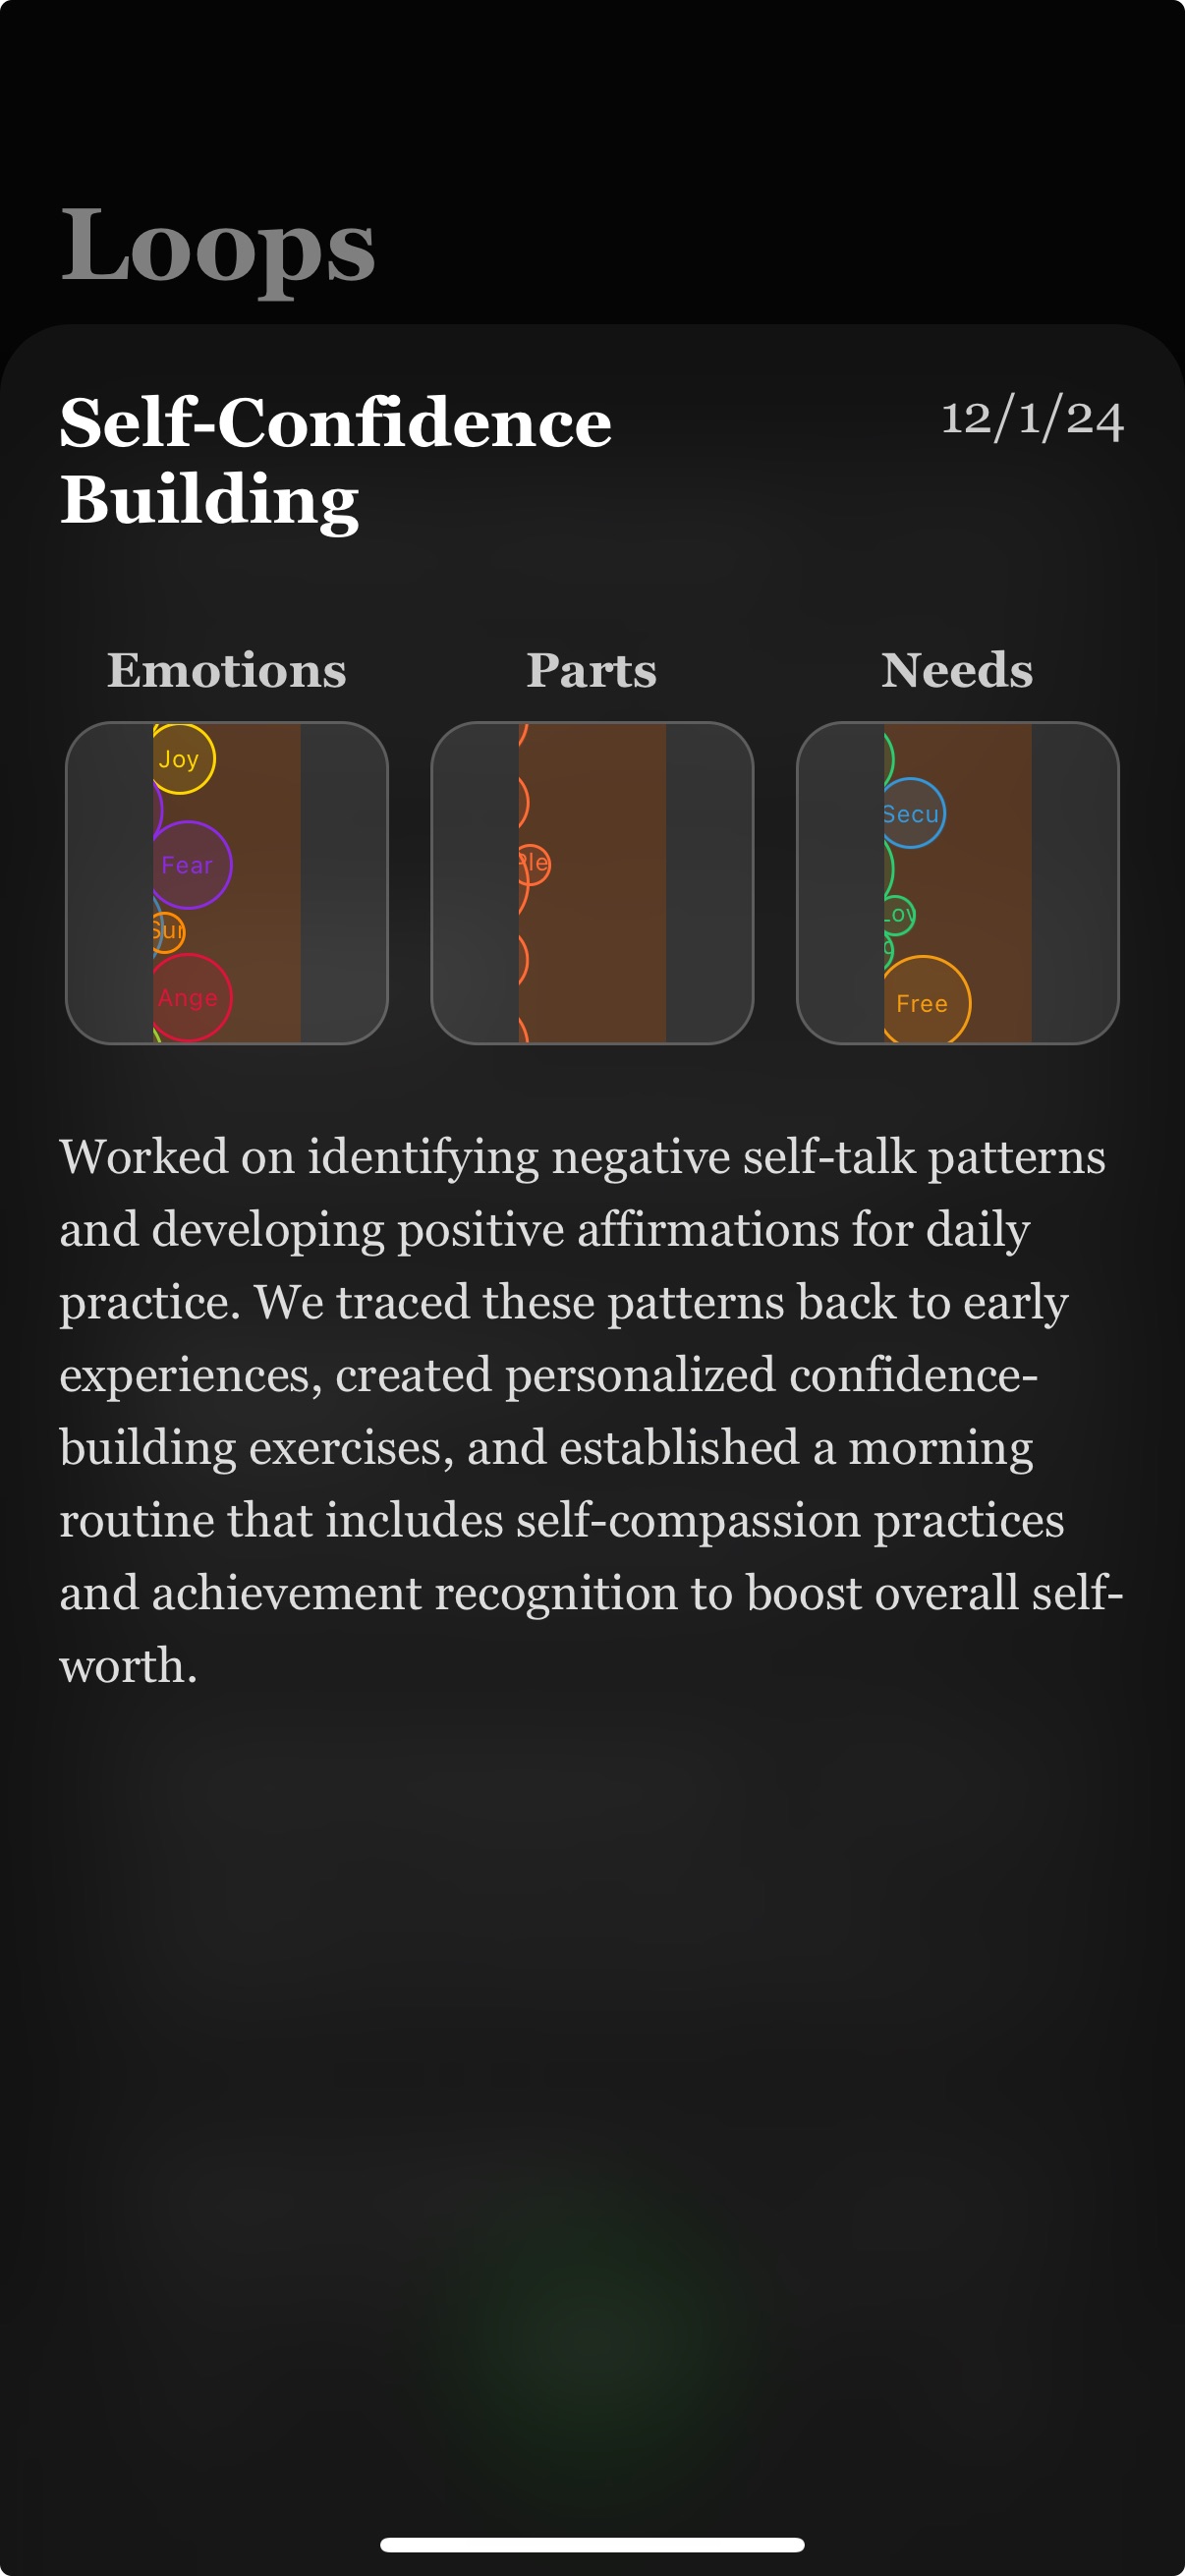 Loops
Self-Confidence
Building
12/1/24
Emotions
Parts
Needs
Joy
Fear
Sur
Ange
Secu
Lov
Free
Worked on identifying negative self-talk patterns
and developing positive affirmations for daily
practice. We traced these patterns back to early
experiences, created personalized confidence-
building exercises, and established a morning
routine that includes self-compassion practices
and achievement recognition to boost overall self-
worth.